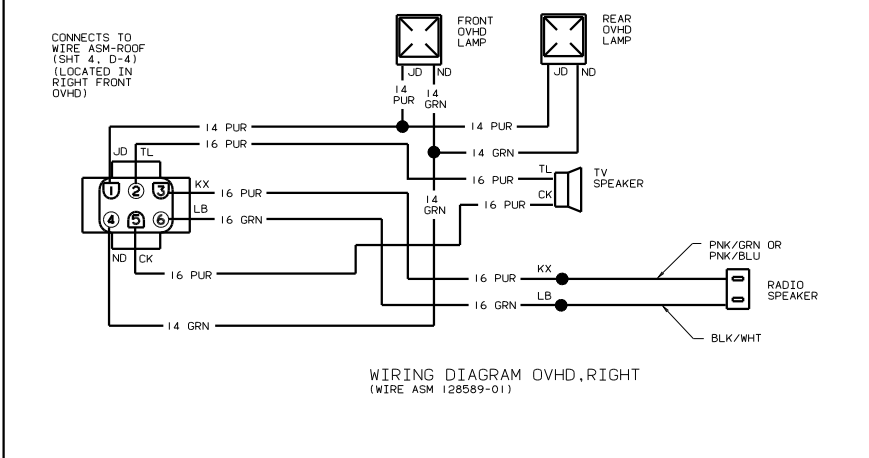 CONNECTS TO
WIRE ASM-ROOF
(SHT 4, D-4)
(LOCATED IN
RIGHT FRONT
OVHD)
FRONT
OVHD
LAMP
REAR
OVHD
LAMP
JD ND
JD ND
14
PUR
14
GRN
14 PUR
14 PUR
16 PUR
14 GRN
JD TL
TL
TV
SPEAKER
16 PUR
KX
1 2 3
16 PUR
CK
14
GRN
16 PUR
LB
4 5 6
16 GRN
ND CK
PNK/GRN OR
PNK/BLU
16 PUR
16 PUR
KX
RADIO
SPEAKER
LB
16 GRN
14 GRN
BLK/WHT
WIRING DIAGRAM OVHD,RIGHT
(WIRE ASM 128589-01)